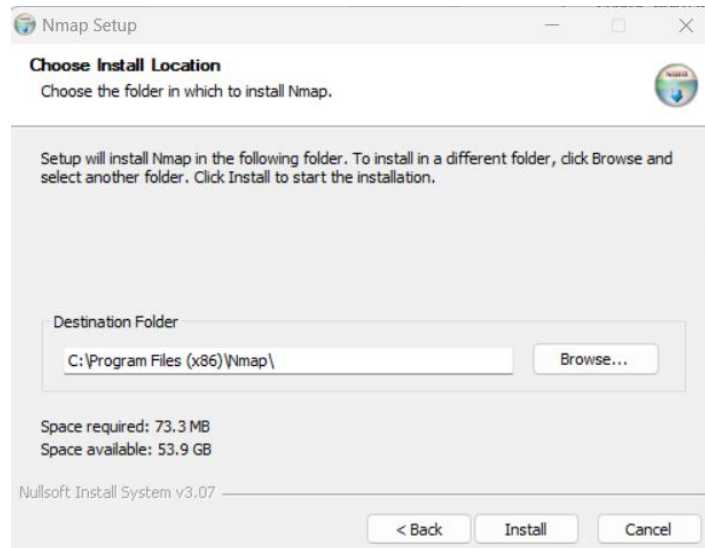 Nmap Setup
Choose Install Location
Choose the folder in which to install Nmap.
Setup will install Nmap in the following folder. To install in a different folder, click Browse and
select another folder. Click Install to start the installation.
Destination Folder
C:\Program Files (x86)\Nmap\
Browse...
Space required: 73.3 MB
Space available: 53.9 GB
Nullsoft Install System v3.07
< Back
Install
Cancel